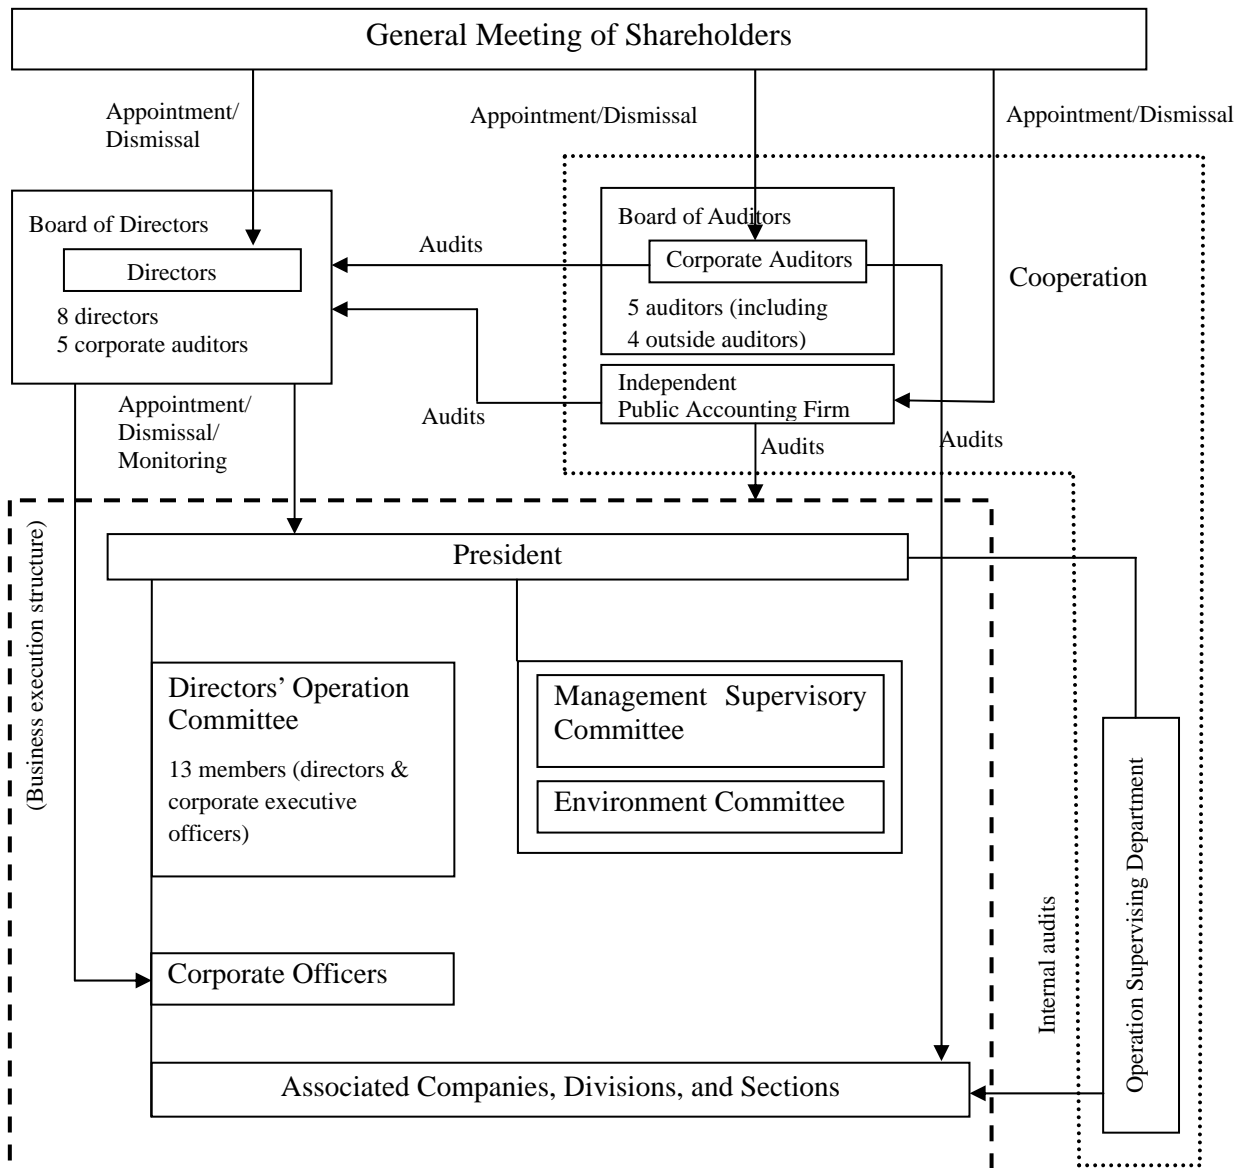 General Meeting of Shareholders
Appointment/
Dismissal
Appointment/Dismissal
Appointment/Dismissal
Board of Directors
Directors
8 directors
5 corporate auditors
Audits
Board of Auditors
Corporate Auditors
5 auditors (including
4 outside auditors)
Cooperation
Independent
Public Accounting Firm
Audits
Audits
Audits
Appointment/
Dismissal/
Monitoring
(Business execution structure)
President
Directors’ Operation
Committee
13 members (directors &
corporate executive
officers)
Management Supervisory
Committee
Environment Committee
Corporate Officers
Associated Companies, Divisions, and Sections
Internal audits
Operation Supervising Department